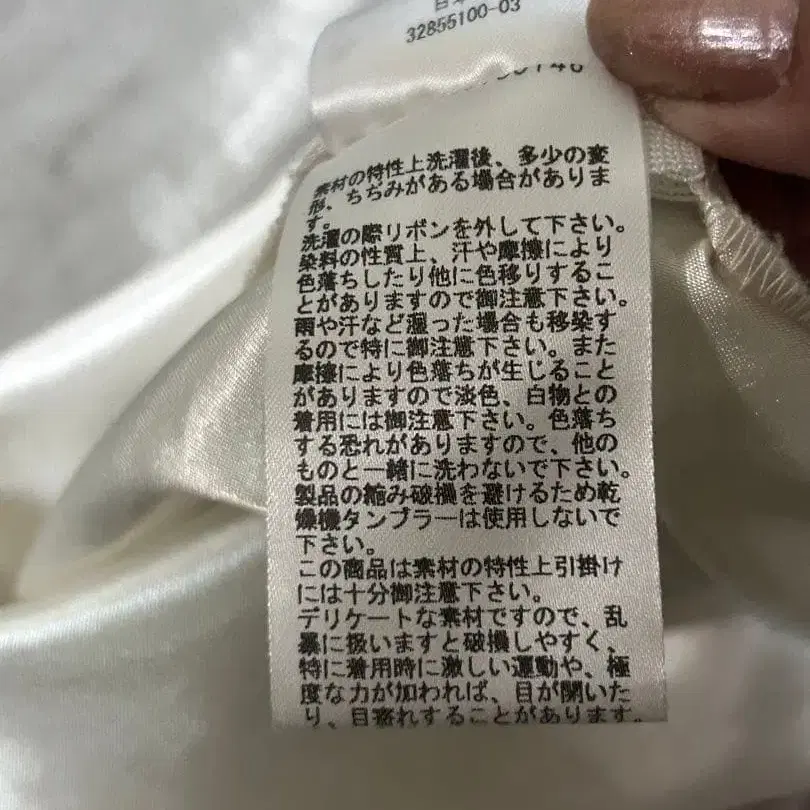 32855100-03
素材の特性上洗濯後、多少の変
形、ちぢみがある場合がありま
す。
洗濯の際リボンを外して下さい。
染料の性質上、汗や摩擦により
色落ちしたり他に色移りするこ
とがありますので御注意下さい。
雨や汗など湿った場合も移染す
るので特に御注意下さい。また
摩擦により色落ちが生じること
がありますので淡色、白物との
着用には御注意下さい。色落ち
する恐れがありますので、他の
ものと一緒に洗わないで下さい。
製品の縮み破損を避けるため乾
燥機タンブラーは使用しないで
下さい。
この商品は素材の特性上引掛け
には十分御注意下さい。
デリケートな素材ですので、乱
暴に扱いますと破損しやすく、
特に着用時に激しい運動や、極
度な力が加われば、目が開いた
り、目寄れすることがあります。